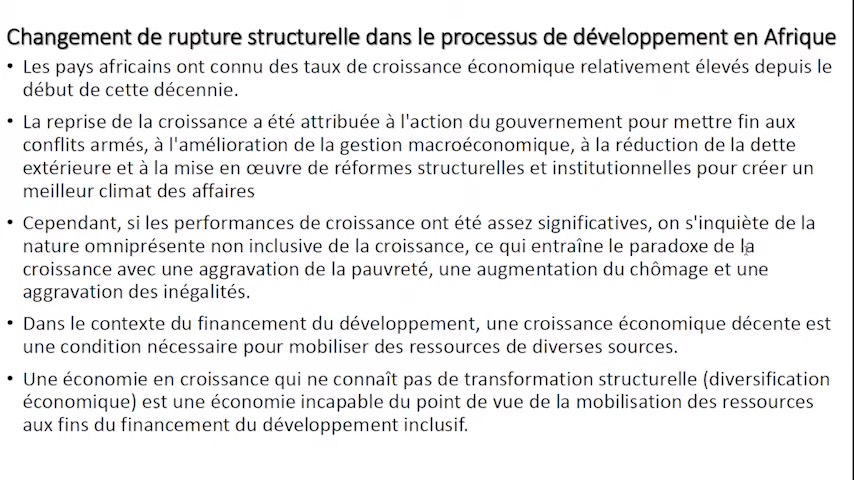 Changement de rupture structurelle dans le processus de développement en Afrique
• Les pays africains ont connu des taux de croissance économique relativement élevés depuis le
début de cette décennie.
• La reprise de la croissance a été attribuée à l'action du gouvernement pour mettre fin aux
conflits armés, à l'amélioration de la gestion macroéconomique, à la réduction de la dette
extérieure et à la mise en œuvre de réformes structurelles et institutionnelles pour créer un
meilleur climat des affaires
• Cependant, si les performances de croissance ont été assez significatives, on s'inquiète de la
nature omniprésente non inclusive de la croissance, ce qui entraîne le paradoxe de la
croissance avec une aggravation de la pauvreté, une augmentation du chômage et une
aggravation des inégalités.
• Dans le contexte du financement du développement, une croissance économique décente est
une condition nécessaire pour mobiliser des ressources de diverses sources.
• Une économie en croissance qui ne connaît pas de transformation structurelle (diversification
économique) est une économie incapable du point de vue de la mobilisation des ressources
aux fins du financement du développement inclusif.